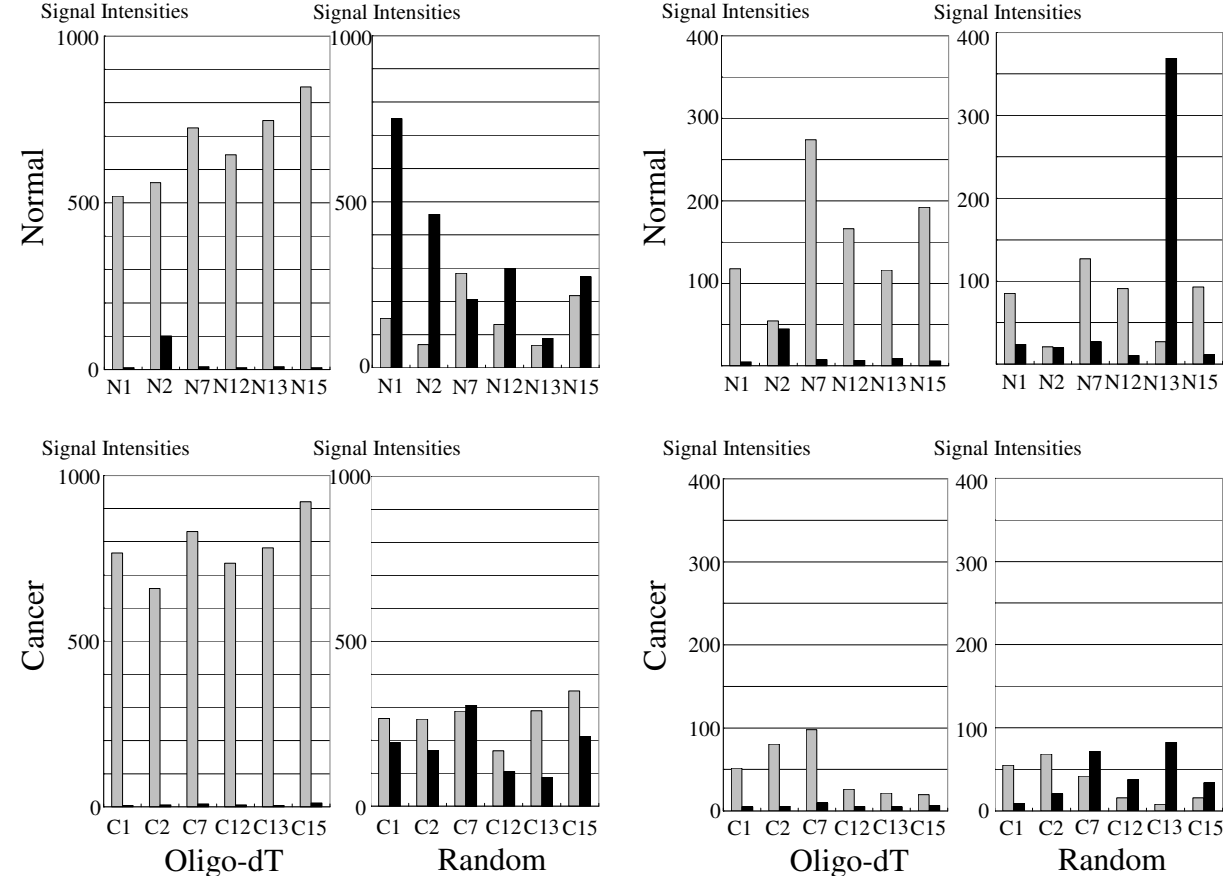 Signal Intensities Signal Intensities Signal Intensities Signal Intensities
1000 1000 400 400
300 300
Normal 500 500 Normal 200 200
100 100
0 0
N1 N2 N7 N12 N13 N15 N1 N2 N7 N12 N13 N15 N1 N2 N7 N12 N13 N15 N1 N2 N7 N12 N13 N15
Signal Intensities Signal Intensities Signal Intensities Signal Intensities
1000 1000 400 400
300 300
Cancer 500 500 Cancer 200 200
100 100
0 0 0 0
C1 C2 C7 C12 C13 C15 C1 C2 C7 C12 C13 C15 C1 C2 C7 C12 C13 C15 C1 C2 C7 C12 C13 C15
Oligo-dT Random Oligo-dT Random